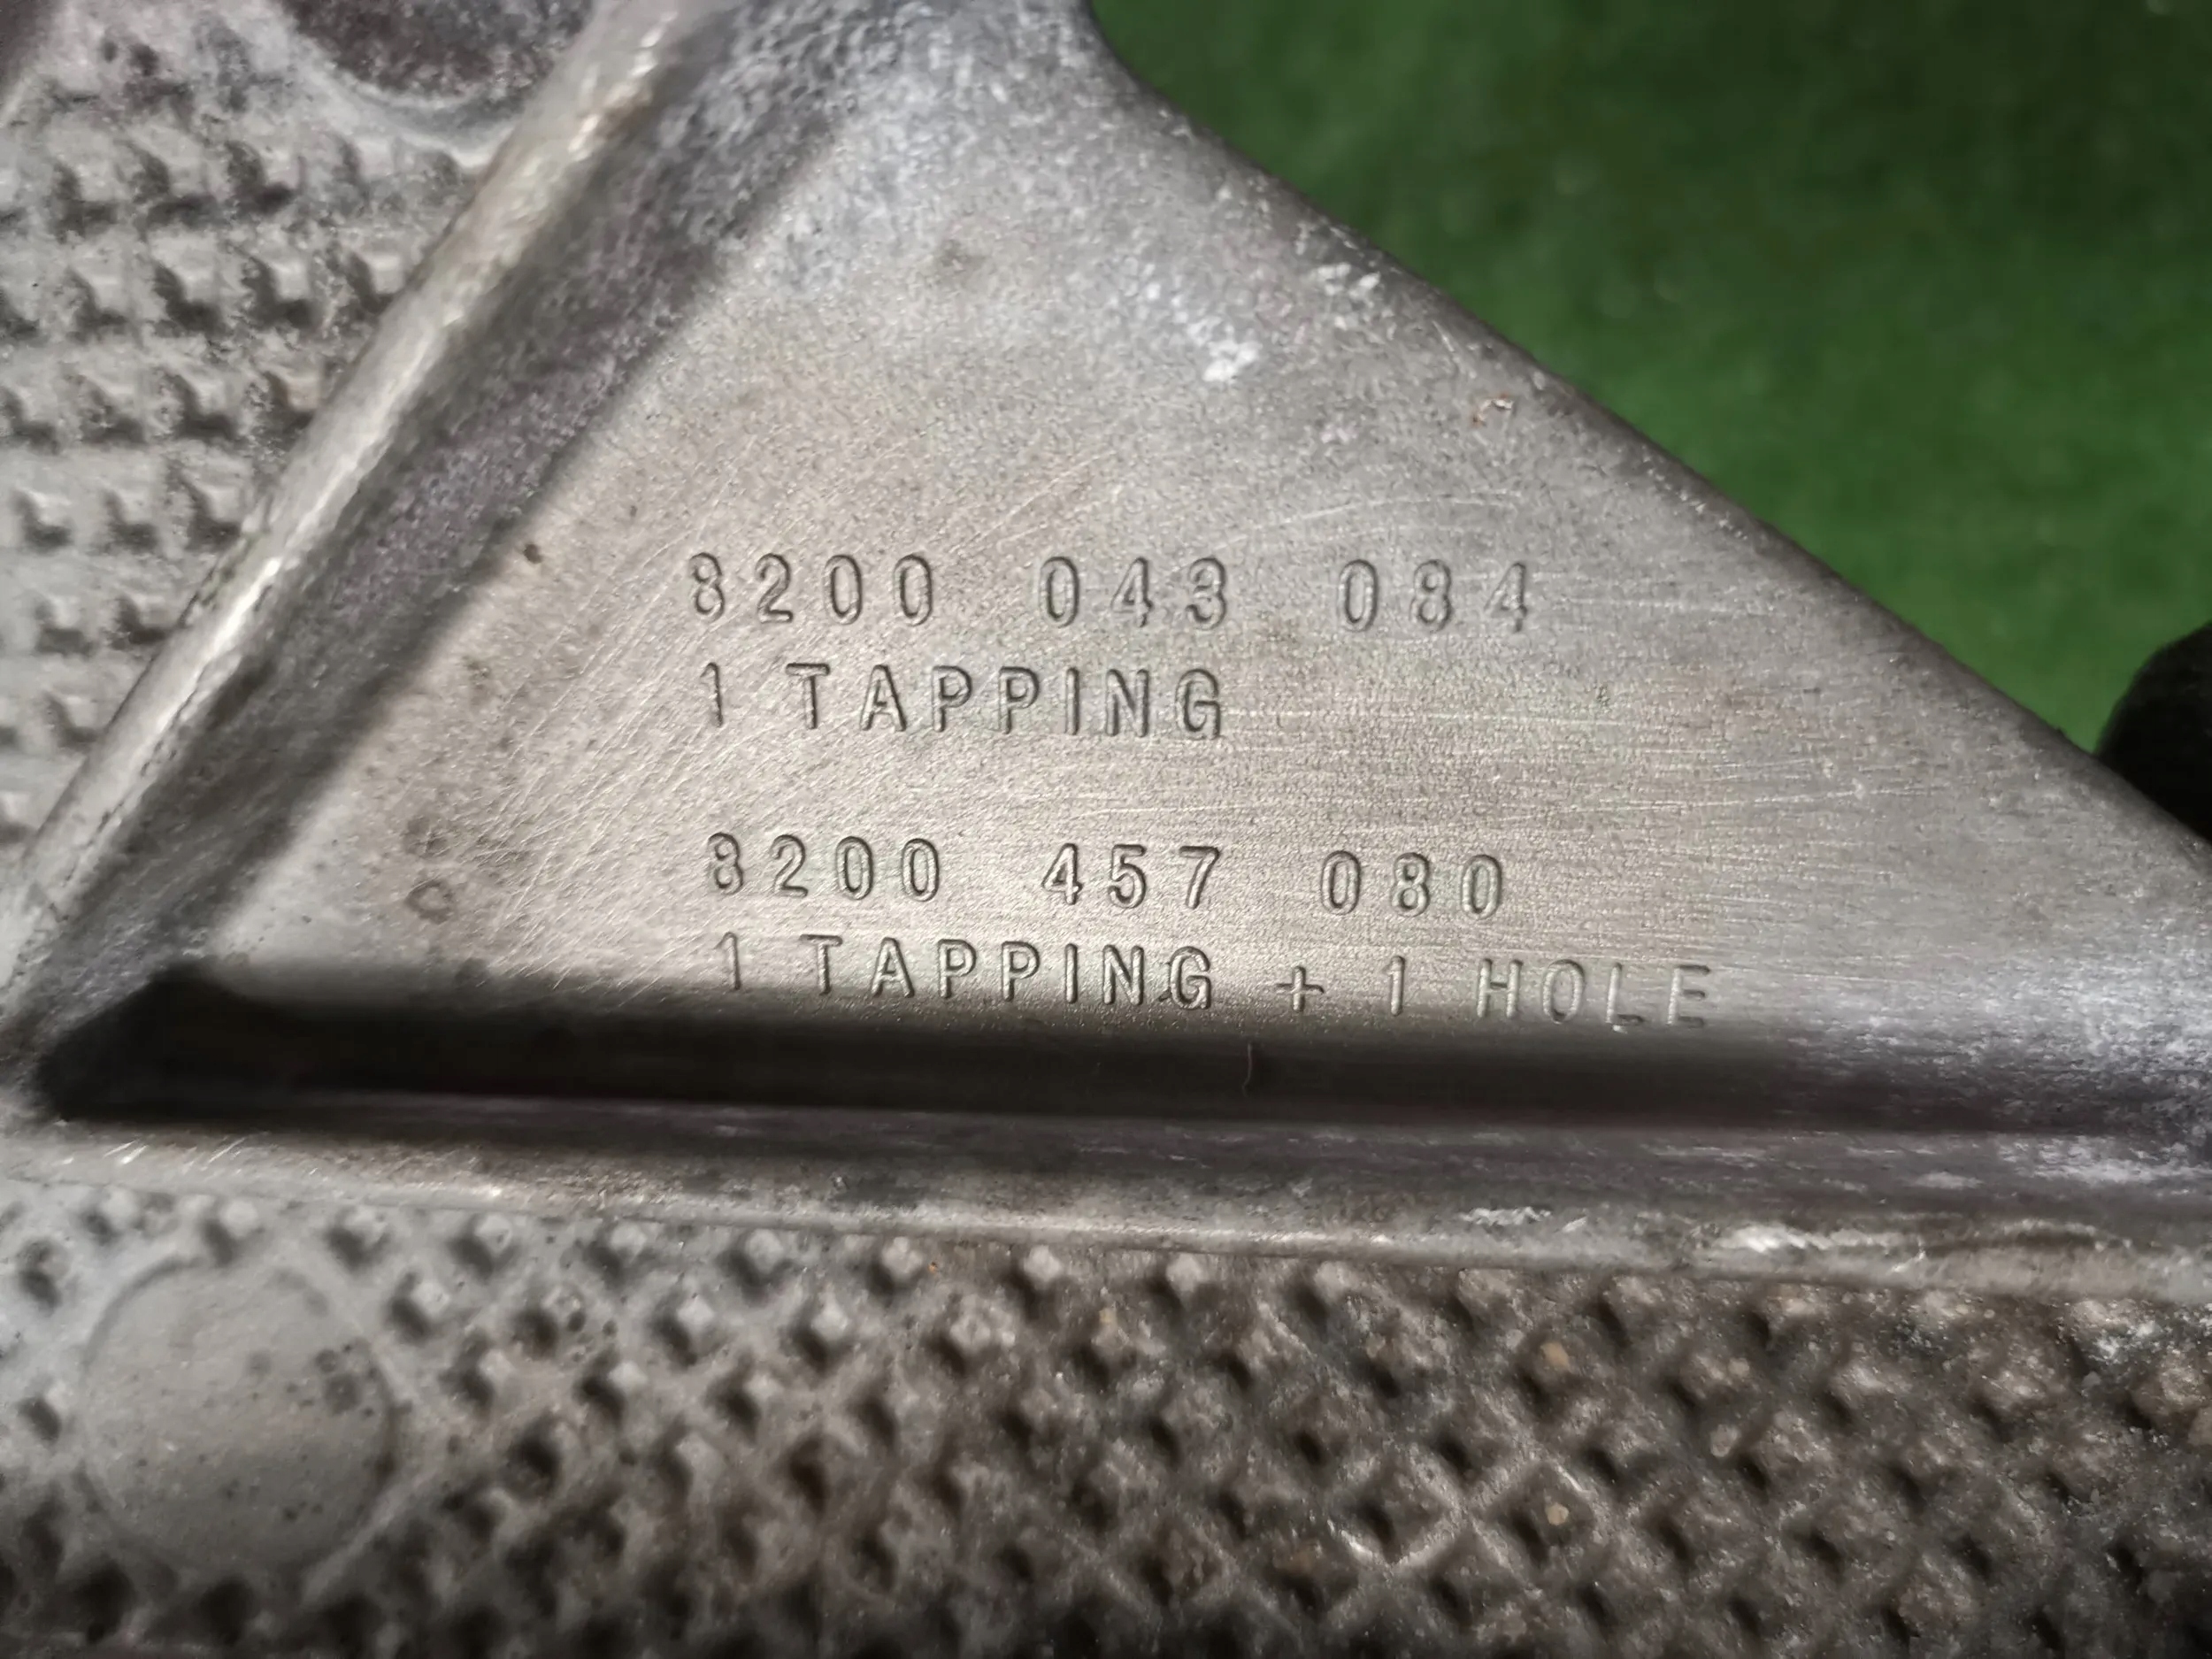 8200 043 084
1 TAPPING
8200 457 080
1 TAPPING + 1 HOLE